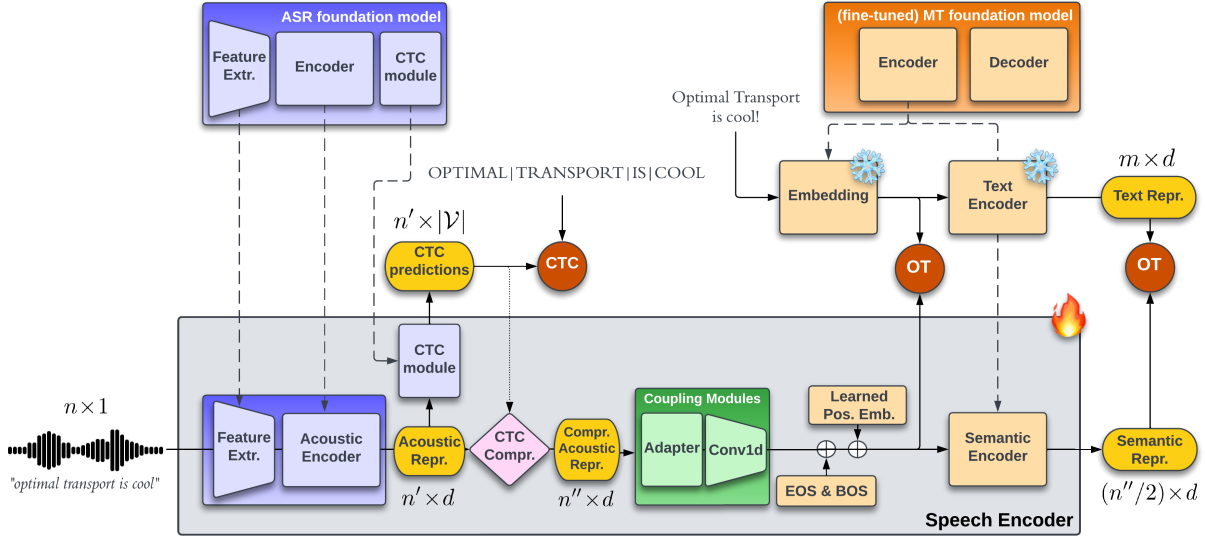 ASR foundation model
Feature
Extr.
Encoder
CTC
module
(fine-tuned) MT foundation model
Encoder
Decoder
Optimal Transport
is cool!
OPTIMAL|TRANSPORT|IS|COOL
Embedding
Text
Encoder
m × d
Text Repr.
n′ × |𝒱|
CTC
predictions
CTC
OT
OT
CTC
module
n × 1
"optimal transport is cool"
Feature
Extr.
Acoustic
Encoder
Acoustic
Repr.
n′ × d
CTC
Compr.
Compr.
Acoustic
Repr.
n″ × d
Coupling Modules
Adapter
Conv1d
Learned
Pos. Emb.
EOS & BOS
Semantic
Encoder
Semantic
Repr.
(n″/2) × d
Speech Encoder